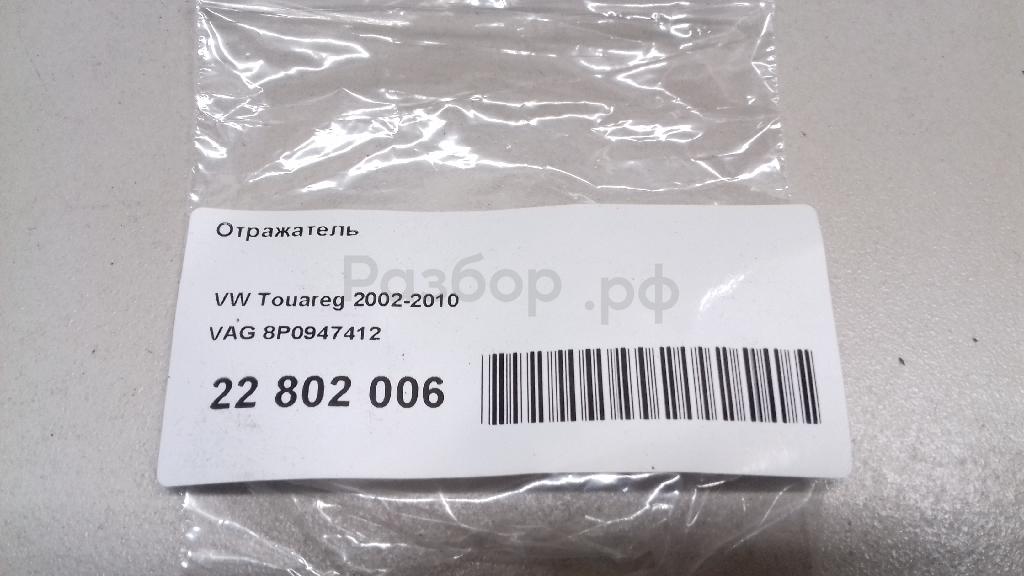 Отражатель
Разбор.рф
VW Touareg 2002-2010
VAG 8P0947412
22 802 006